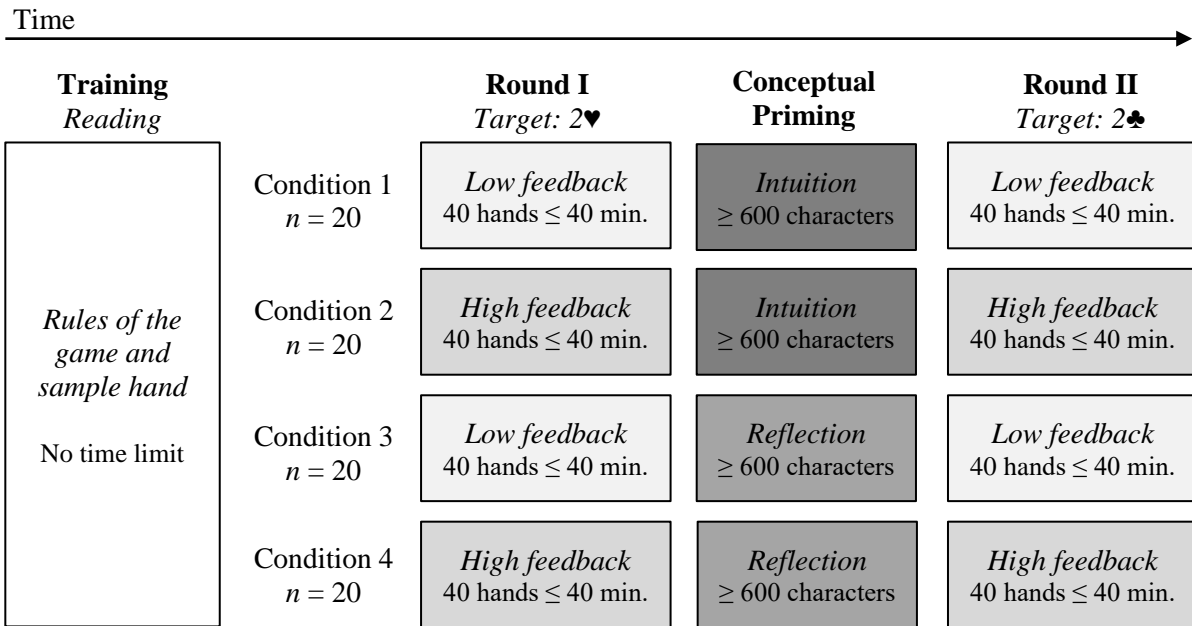 Time
Training
Reading
Round I
Target: 2♥
Conceptual
Priming
Round II
Target: 2♣
Rules of the
game and
sample hand
No time limit
Condition 1
n = 20
Low feedback
40 hands ≤ 40 min.
Intuition
≥ 600 characters
Low feedback
40 hands ≤ 40 min.
Condition 2
n = 20
High feedback
40 hands ≤ 40 min.
Intuition
≥ 600 characters
High feedback
40 hands ≤ 40 min.
Condition 3
n = 20
Low feedback
40 hands ≤ 40 min.
Reflection
≥ 600 characters
Low feedback
40 hands ≤ 40 min.
Condition 4
n = 20
High feedback
40 hands ≤ 40 min.
Reflection
≥ 600 characters
High feedback
40 hands ≤ 40 min.